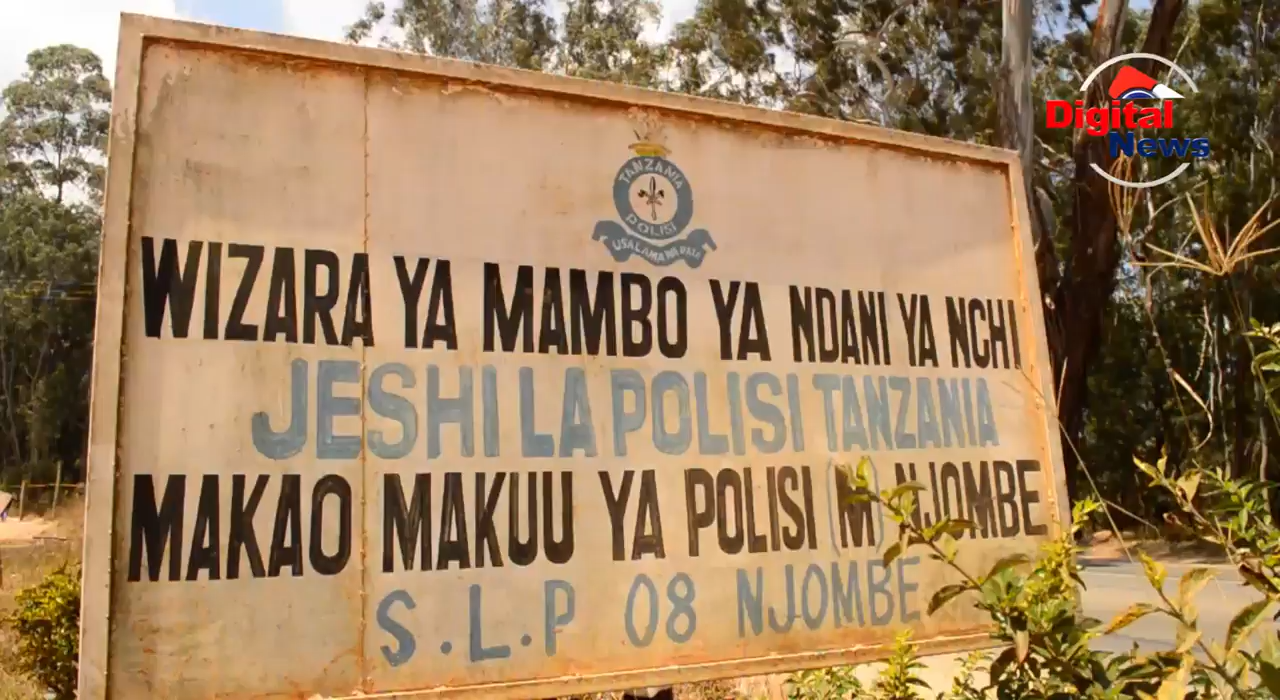 Digital
News
TANZANIA
POLISI
USALAMA NA RAIA
WIZARA YA MAMBO YA NDANI YA NCHI
JESHI LA POLISI TANZANIA
MAKAO MAKUU YA POLISI (M) NJOMBE
S.L.P 08 NJOMBE